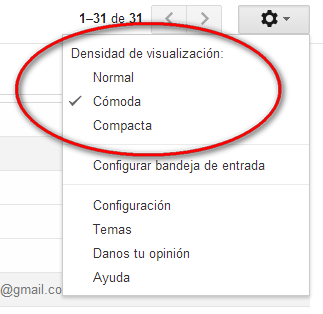 1–31 de 31
Densidad de visualización:
Normal
Cómoda
Compacta
Configurar bandeja de entrada
Configuración
Temas
Danos tu opinión
@gmail.co
Ayuda